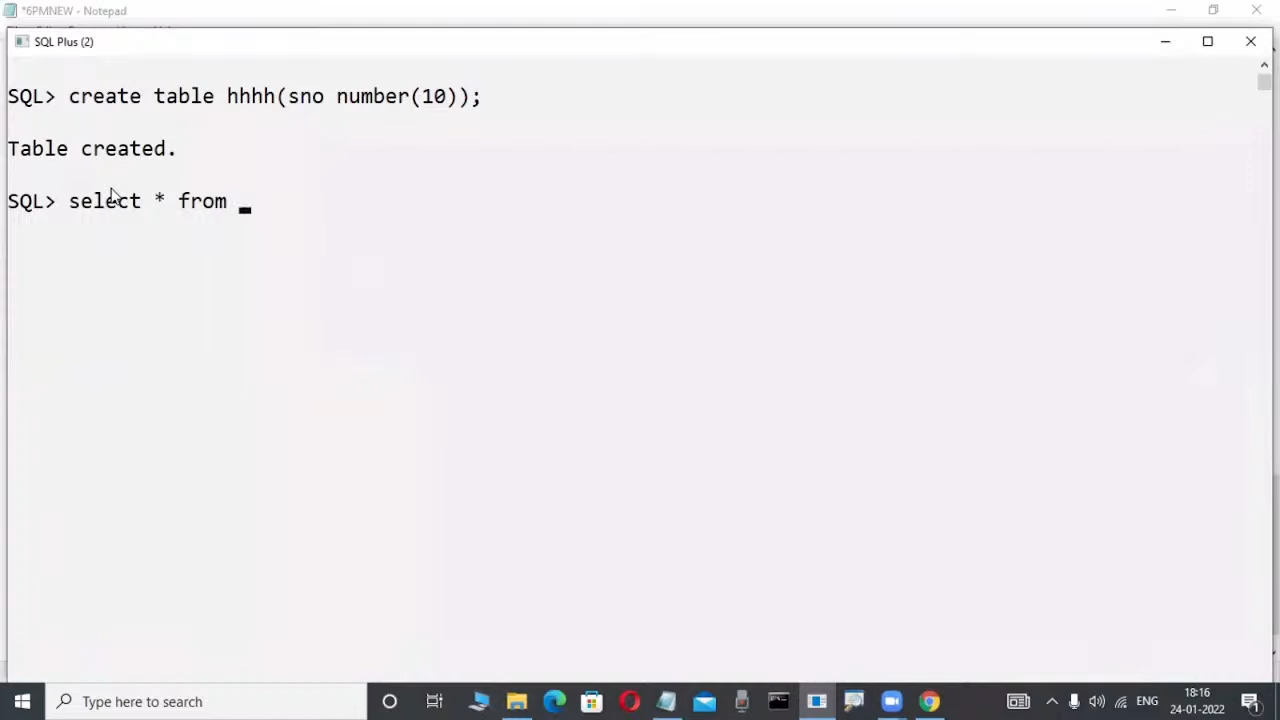 *6PMNEW - Notepad
SQL Plus (2)
SQL> create table hhhh(sno number(10));
Table created.
SQL> select * from
Type here to search
ENG
18:16
24-01-2022
1